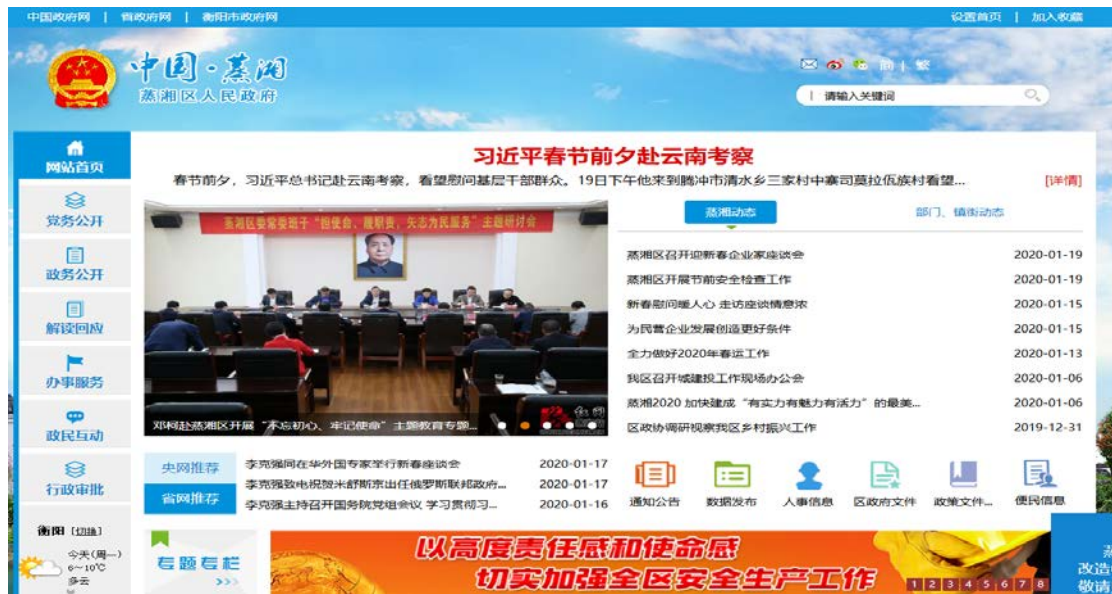 中国政府网 | 省政府网 | 衡阳市政府网
设置首页 | 加入收藏
中国·蒸湘
蒸湘区人民政府
简 | 繁
请输入关键词
网站首页
党务公开
政务公开
解读回应
办事服务
政民互动
行政审批
衡阳 [切换]
今天(周一)
6~10℃
多云
习近平春节前夕赴云南考察
春节前夕，习近平总书记赴云南考察，看望慰问基层干部群众。19日下午他来到腾冲市清水乡三家村中寨司莫拉佤族村看望... [详情]
蒸湘区委常委班子“担使命、履职责，矢志为民服务”主题研讨会
邓柯赴蒸湘区开展“不忘初心、牢记使命”主题教育专题...
蒸湘动态
部门、镇街动态
蒸湘区召开迎新春企业家座谈会 2020-01-19
蒸湘区开展节前安全检查工作 2020-01-19
新春慰问暖人心 走访座谈情意浓 2020-01-15
为民营企业发展创造更好条件 2020-01-15
全力做好2020年春运工作 2020-01-13
我区召开城建投工作现场办公会 2020-01-06
蒸湘2020 加快建成“有实力有魅力有活力”的最美... 2020-01-06
区政协调研视察我区乡村振兴工作 2019-12-31
央网推荐
省网推荐
李克强同在华外国专家举行新春座谈会 2020-01-17
李克强致电祝贺米舒斯京出任俄罗斯联邦政府... 2020-01-17
李克强主持召开国务院党组会议 学习贯彻习... 2020-01-16
通知公告
数据发布
人事信息
区政府文件
政策文件...
便民信息
专题专栏
>>>
以高度责任感和使命感
切实加强全区安全生产工作
1 2 3 4 5 6 7 8
改造
敬请